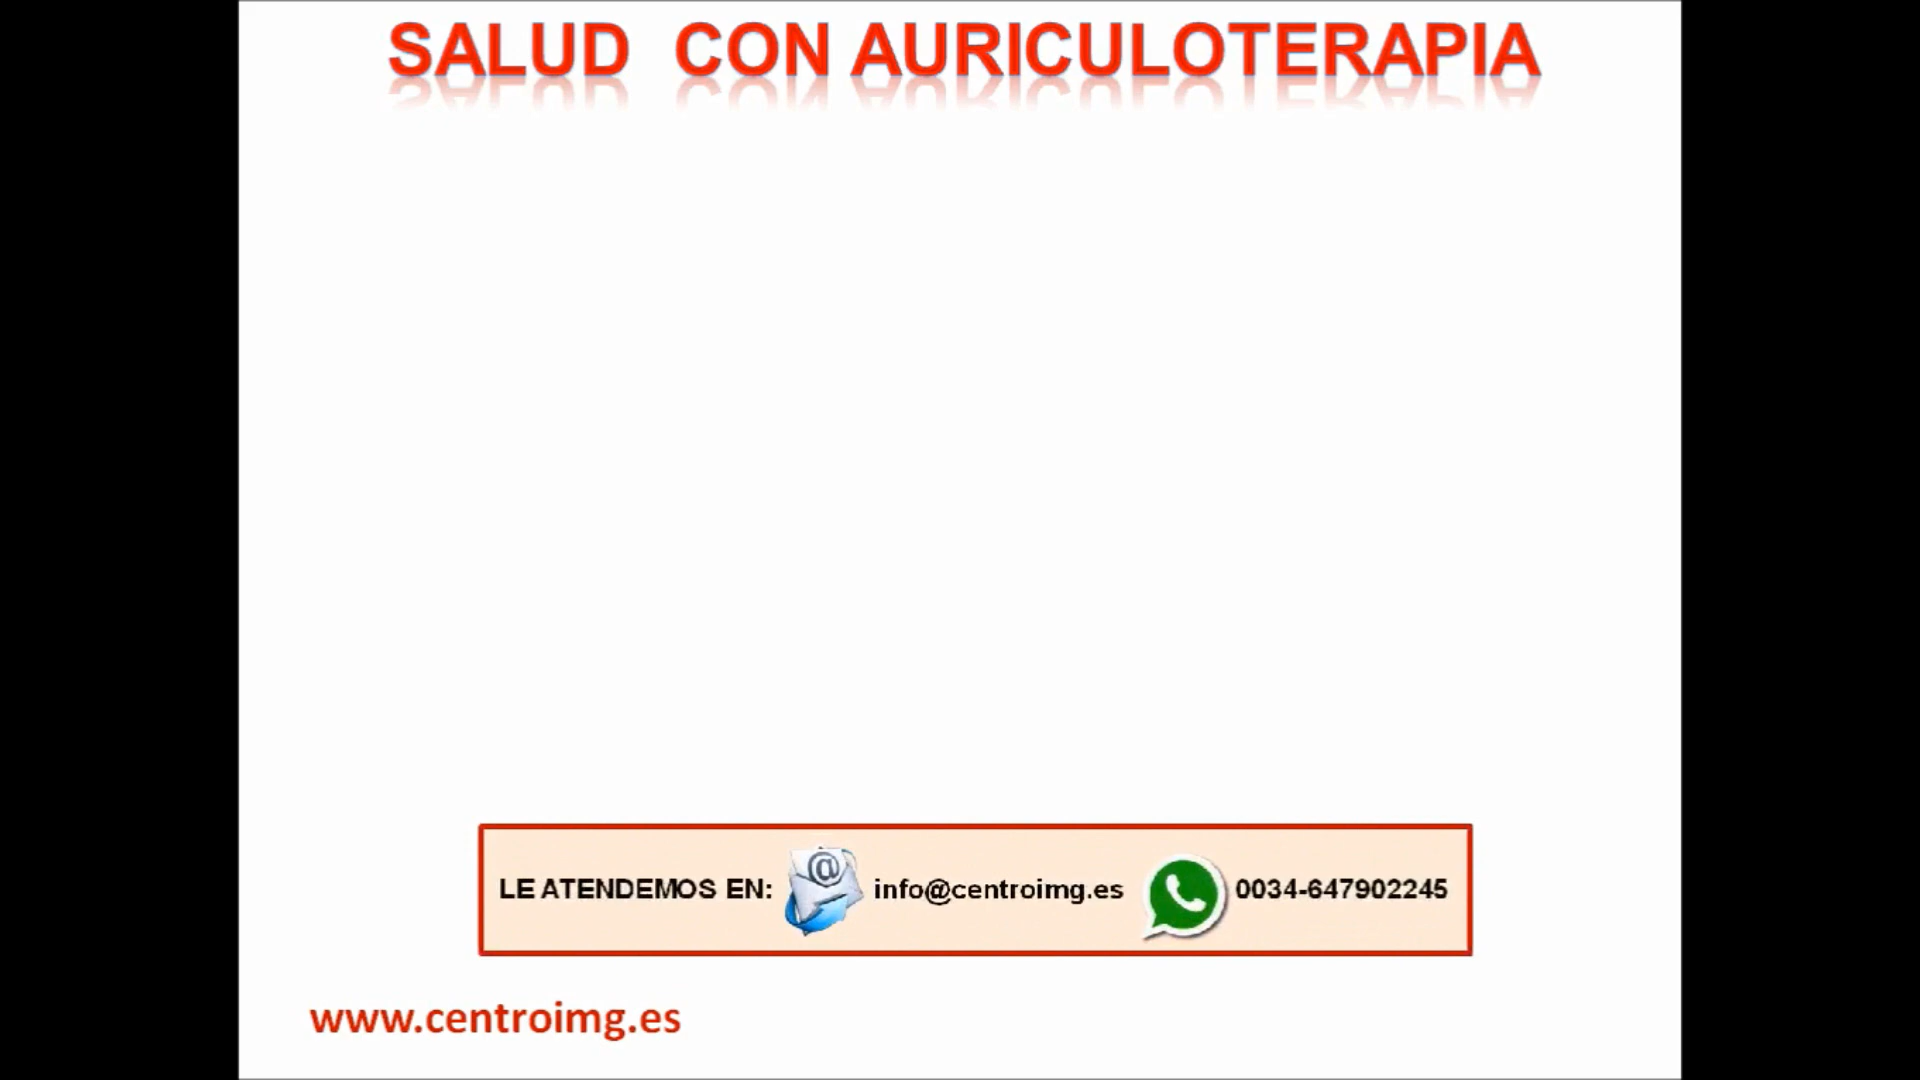 SALUD CON AURICULOTERAPIA
LE ATENDEMOS EN: info@centroimg.es 0034-647902245
www.centroimg.es